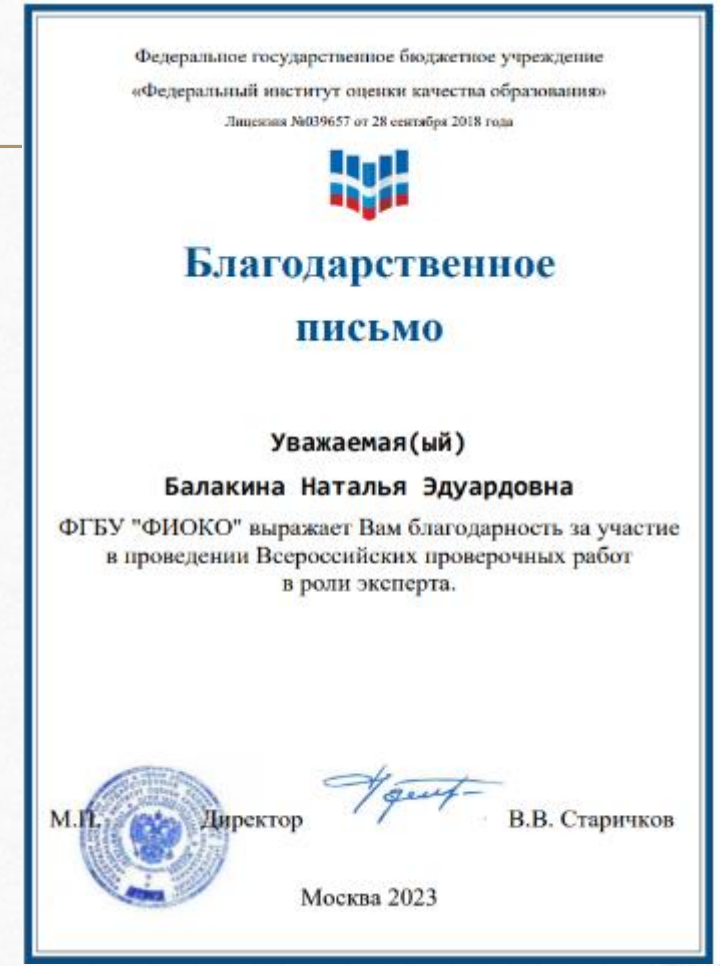 Федеральное государственное бюджетное учреждение
«Федеральный институт оценки качества образования»
Лицензия №039657 от 28 сентября 2018 года
Благодарственное
письмо
Уважаемая(ый)
Балакина Наталья Эдуардовна
ФГБУ "ФИОКО" выражает Вам благодарность за участие
в проведении Всероссийских проверочных работ
в роли эксперта.
М.П. Директор В.В. Старичков
Москва 2023